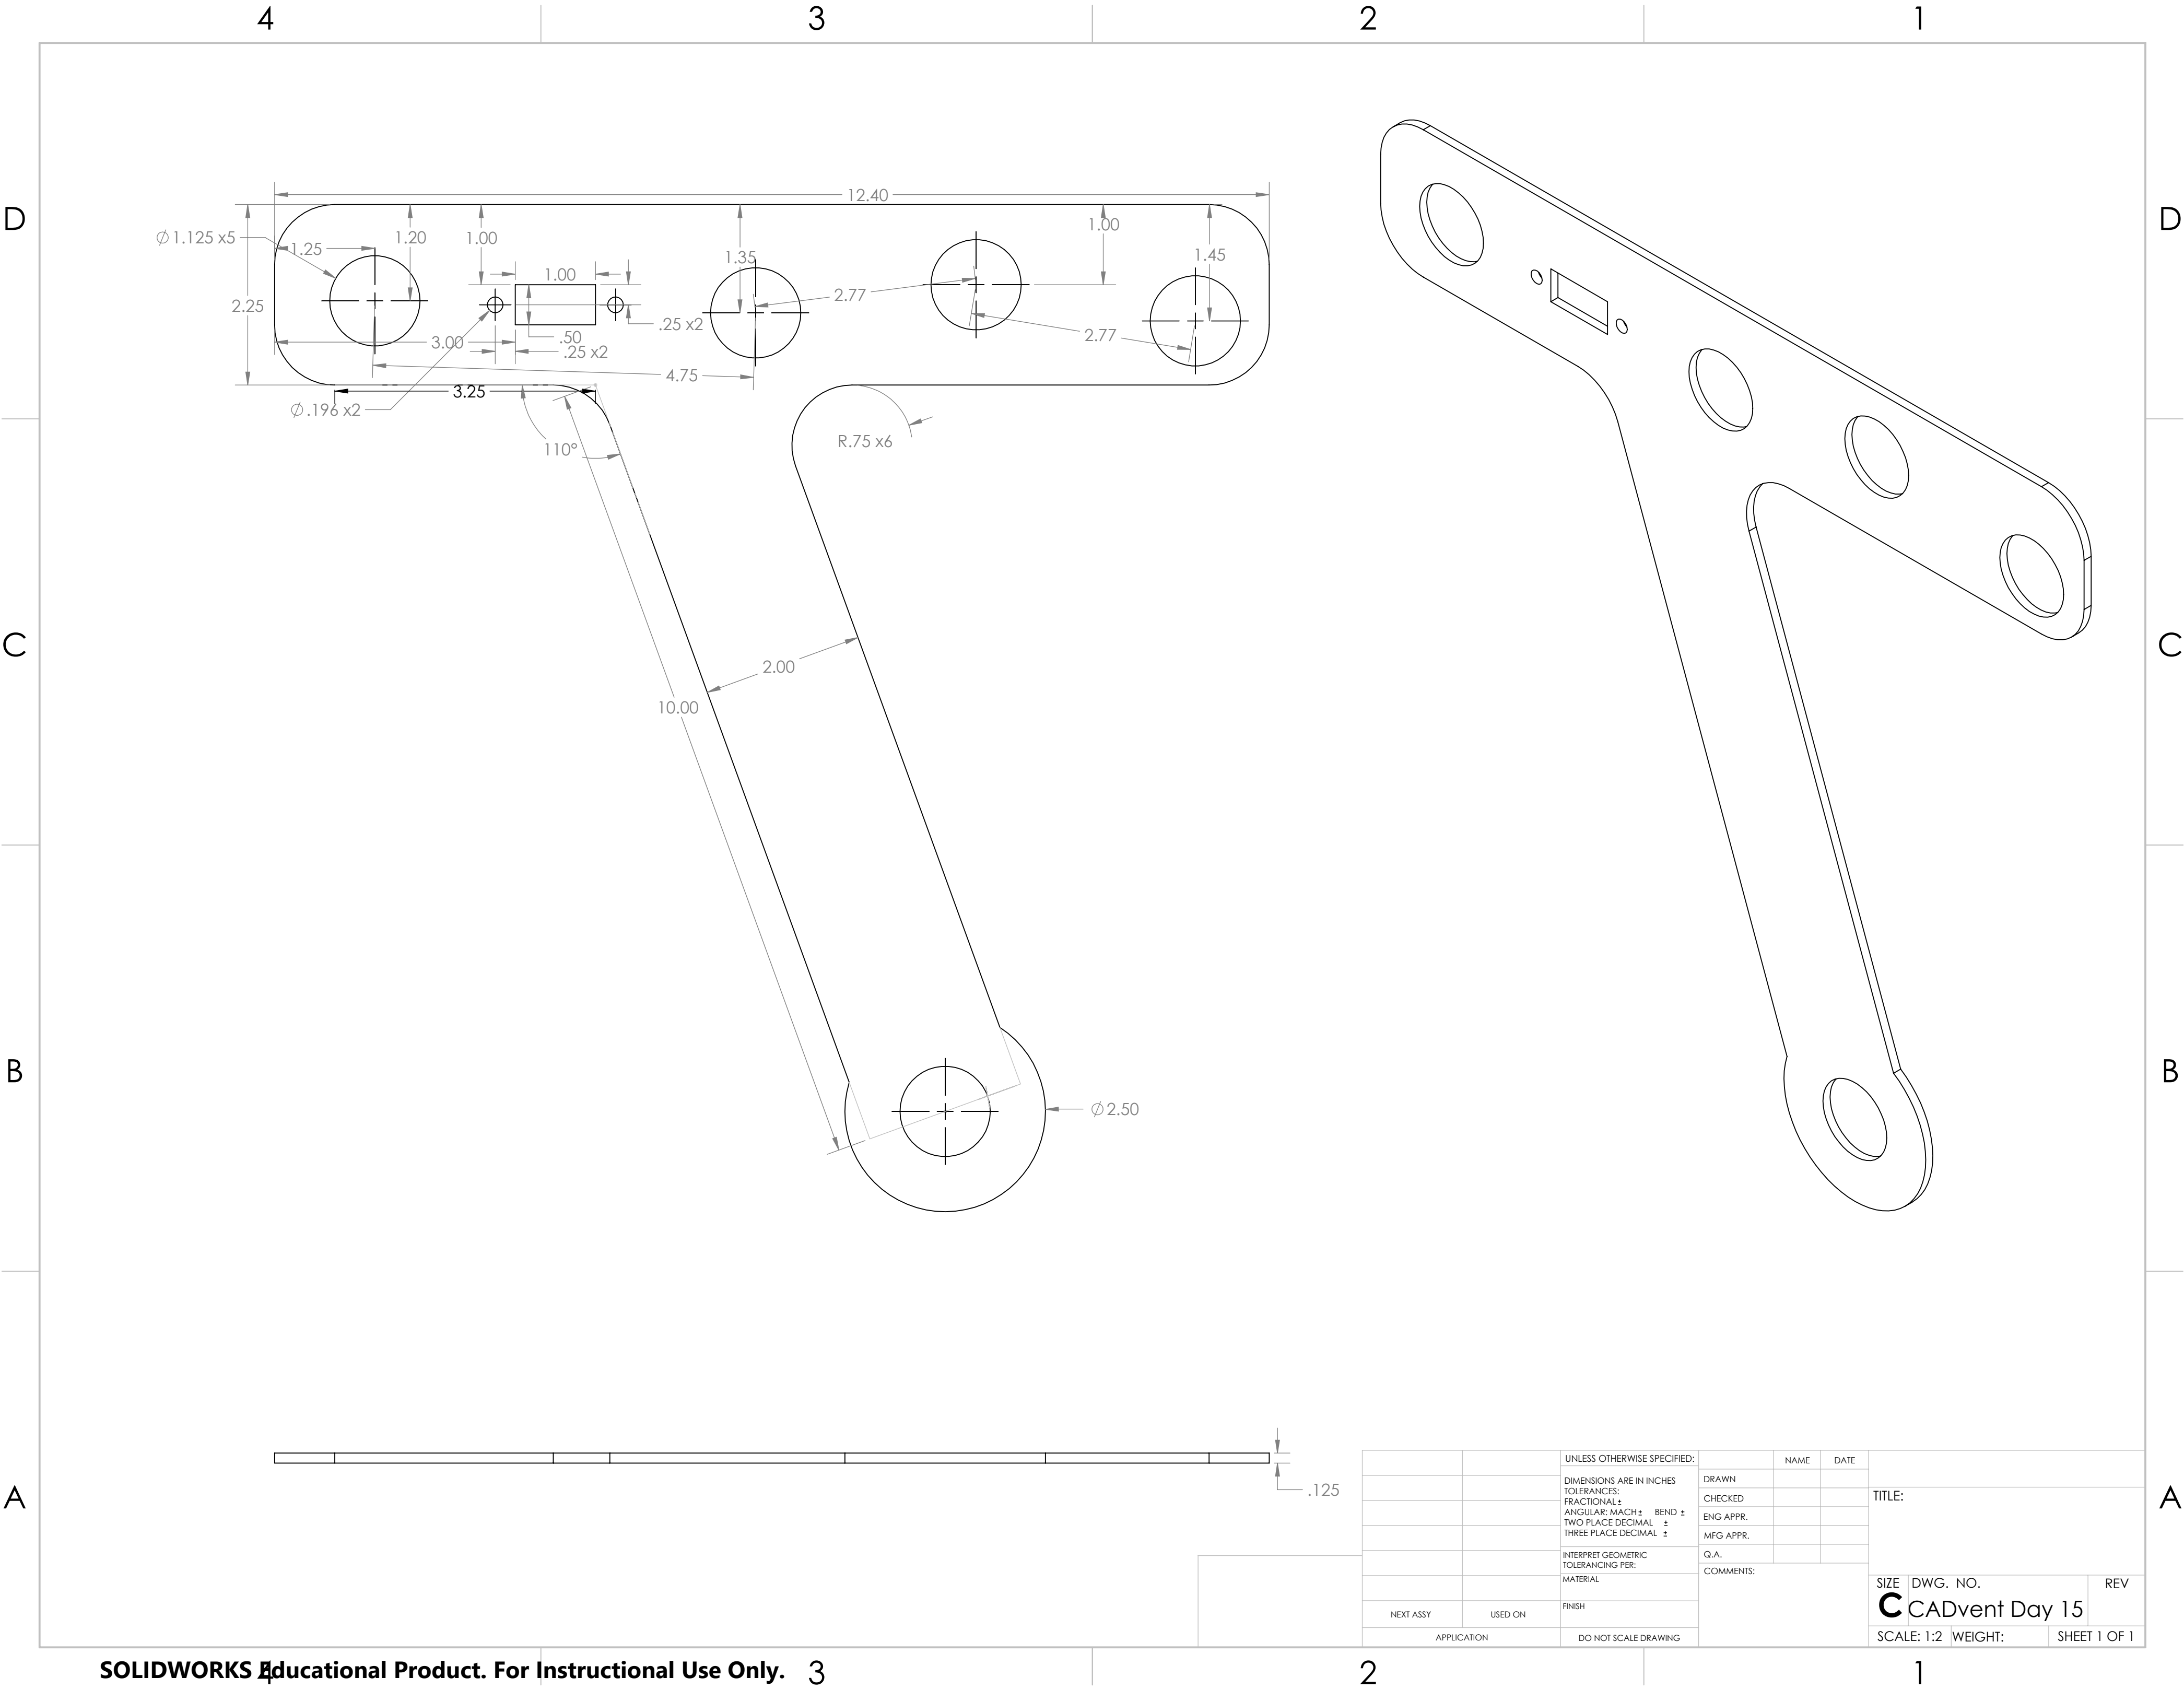 4 3 2 1
D D
12.40
Ø1.125 x5
1.25
1.20
1.00
1.00
1.35
1.00
1.45
2.25
2.77
2.77
3.00
.50
.25 x2
.25 x2
4.75
3.25
Ø.196 x2
110°
R.75 x6
C C
2.00
10.00
B B
Ø2.50
.125
A A
UNLESS OTHERWISE SPECIFIED:
DIMENSIONS ARE IN INCHES
TOLERANCES:
FRACTIONAL±
ANGULAR: MACH± BEND ±
TWO PLACE DECIMAL ±
THREE PLACE DECIMAL ±
INTERPRET GEOMETRIC
TOLERANCING PER:
MATERIAL
FINISH
NEXT ASSY USED ON
APPLICATION
DO NOT SCALE DRAWING
NAME DATE
DRAWN
CHECKED
ENG APPR.
MFG APPR.
Q.A.
COMMENTS:
TITLE:
SIZE DWG. NO. REV
C CADvent Day 15
SCALE: 1:2 WEIGHT: SHEET 1 OF 1
SOLIDWORKS Educational Product. For Instructional Use Only.
4 3 2 1